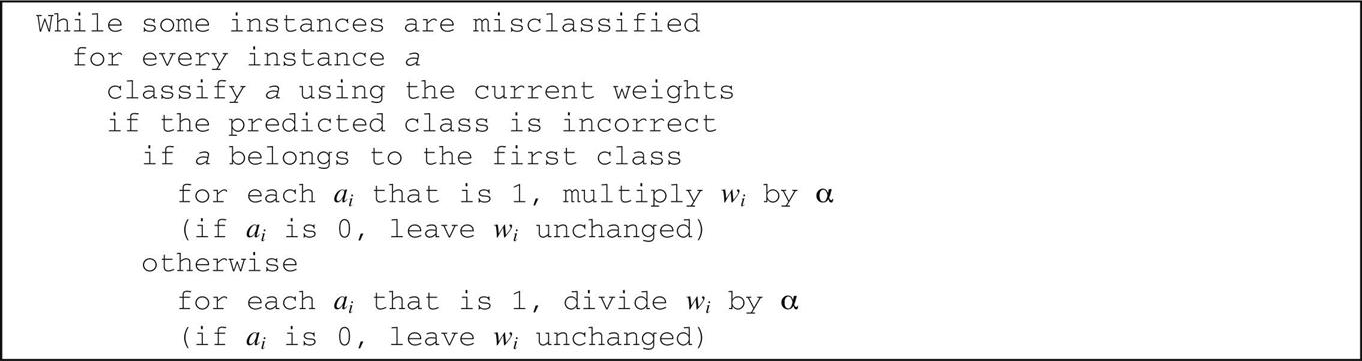 While some instances are misclassified
for every instance a
classify a using the current weights
if the predicted class is incorrect
if a belongs to the first class
for each aᵢ that is 1, multiply wᵢ by α
(if aᵢ is 0, leave wᵢ unchanged)
otherwise
for each aᵢ that is 1, divide wᵢ by α
(if aᵢ is 0, leave wᵢ unchanged)